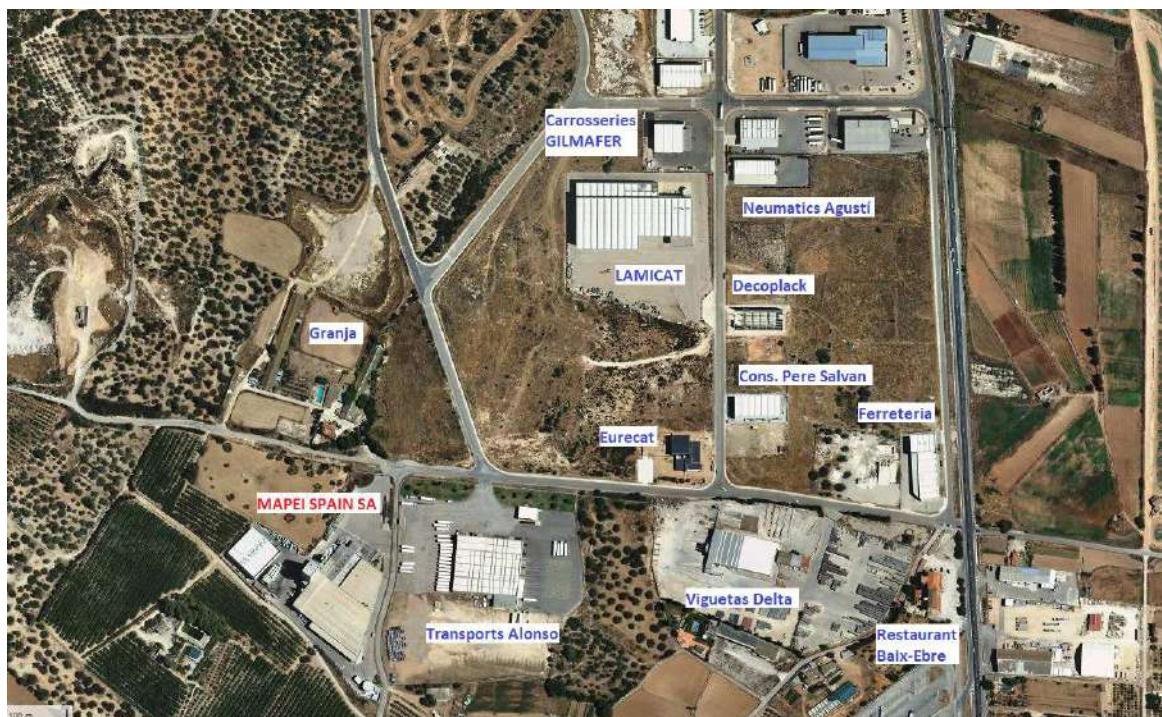 Carrosseries
GILMAFER
Neumatics Agustí
LAMICAT
Decoplack
Granja
Cons. Pere Salvan
Ferreteria
Eurecat
MAPEI SPAIN SA
Viguetas Delta
Transports Alonso
Restaurant
Baix-Ebre
100 m